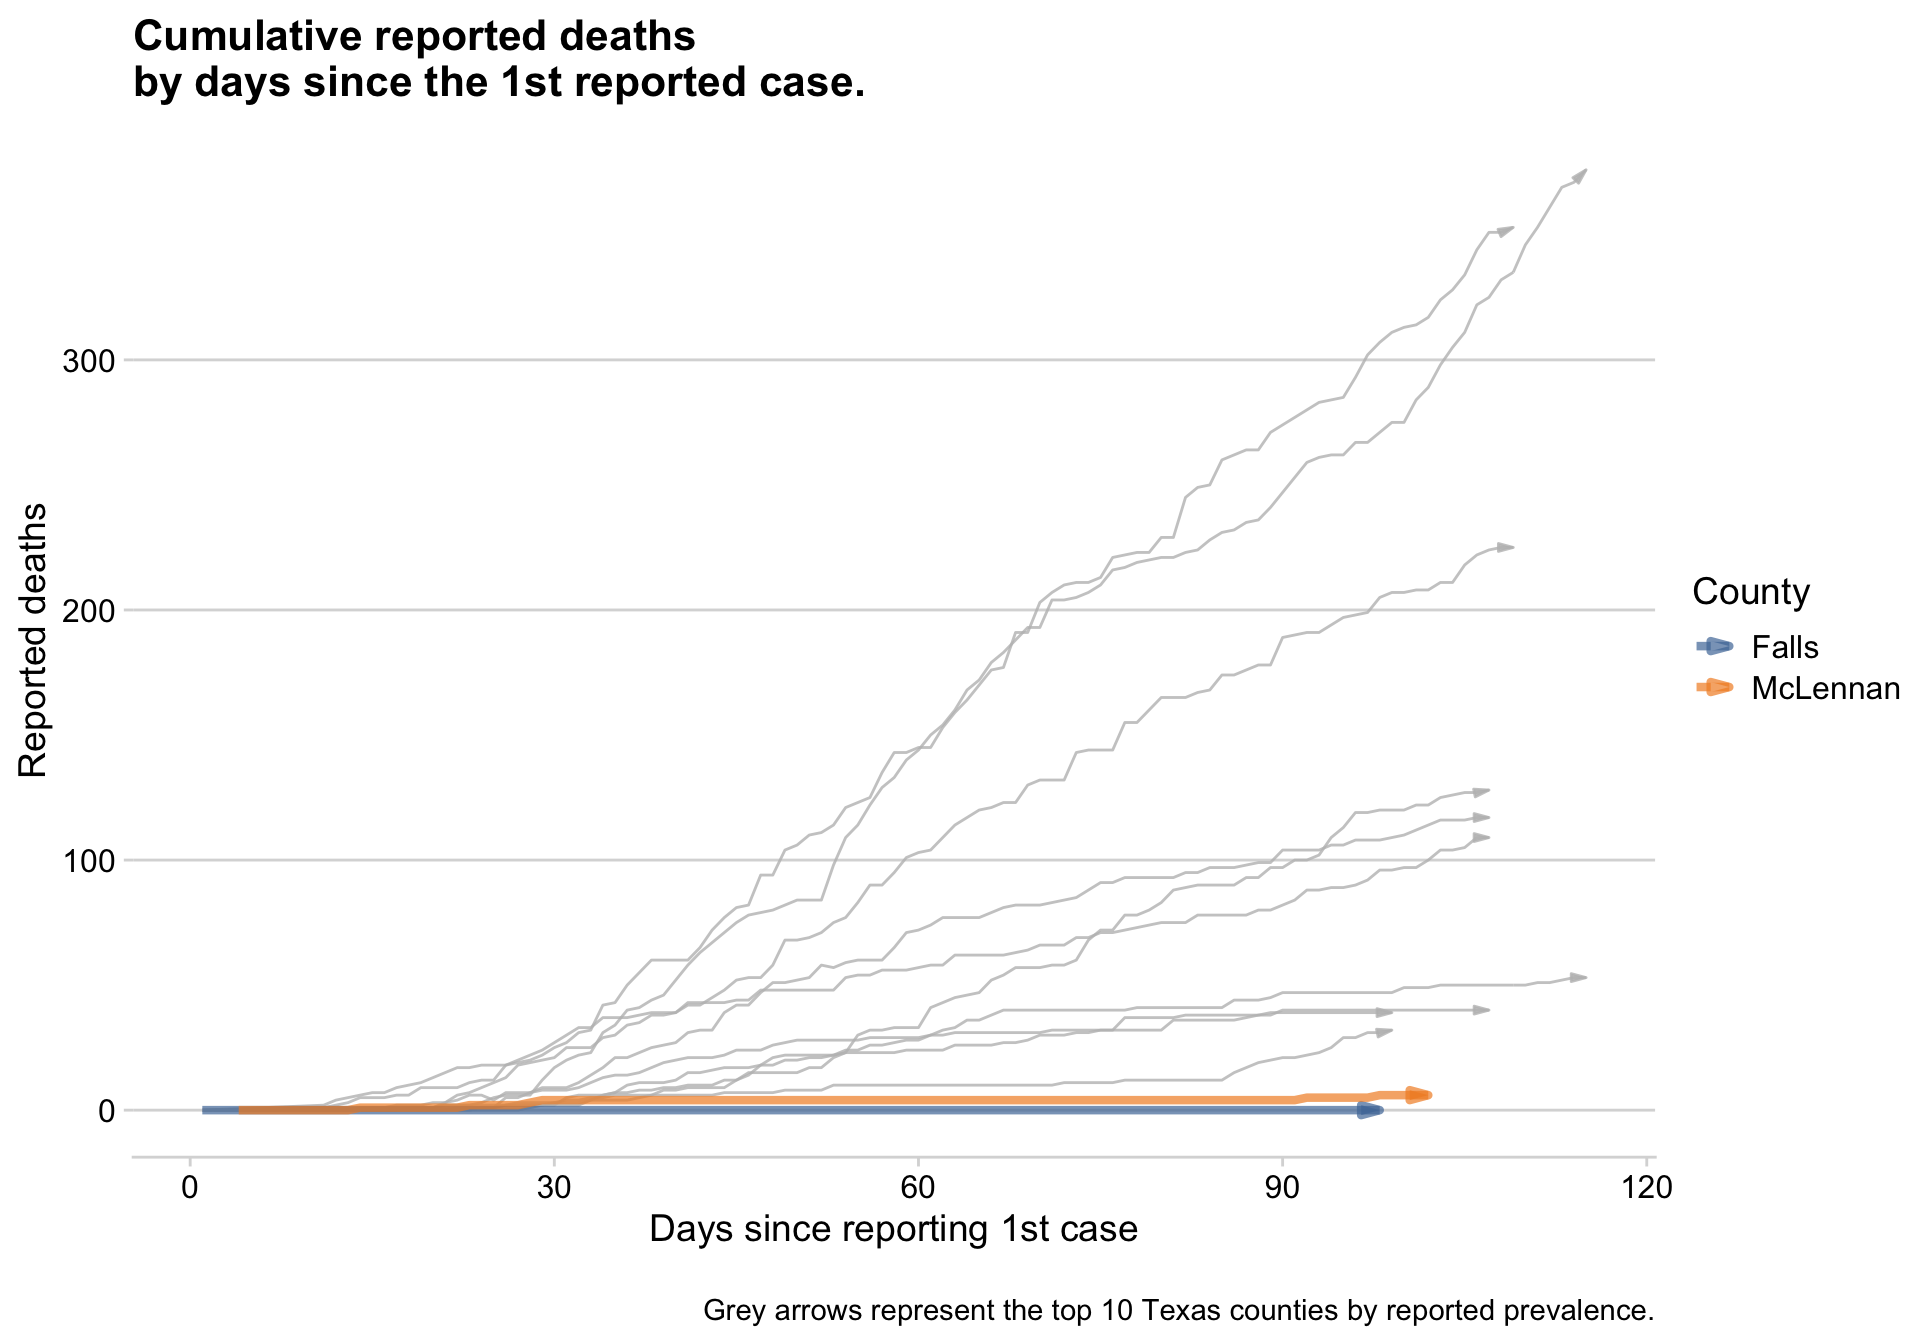 Cumulative reported deaths
by days since the 1st reported case.
Reported deaths
300
200
100
0
0 30 60 90 120
Days since reporting 1st case
County
Falls
McLennan
Grey arrows represent the top 10 Texas counties by reported prevalence.